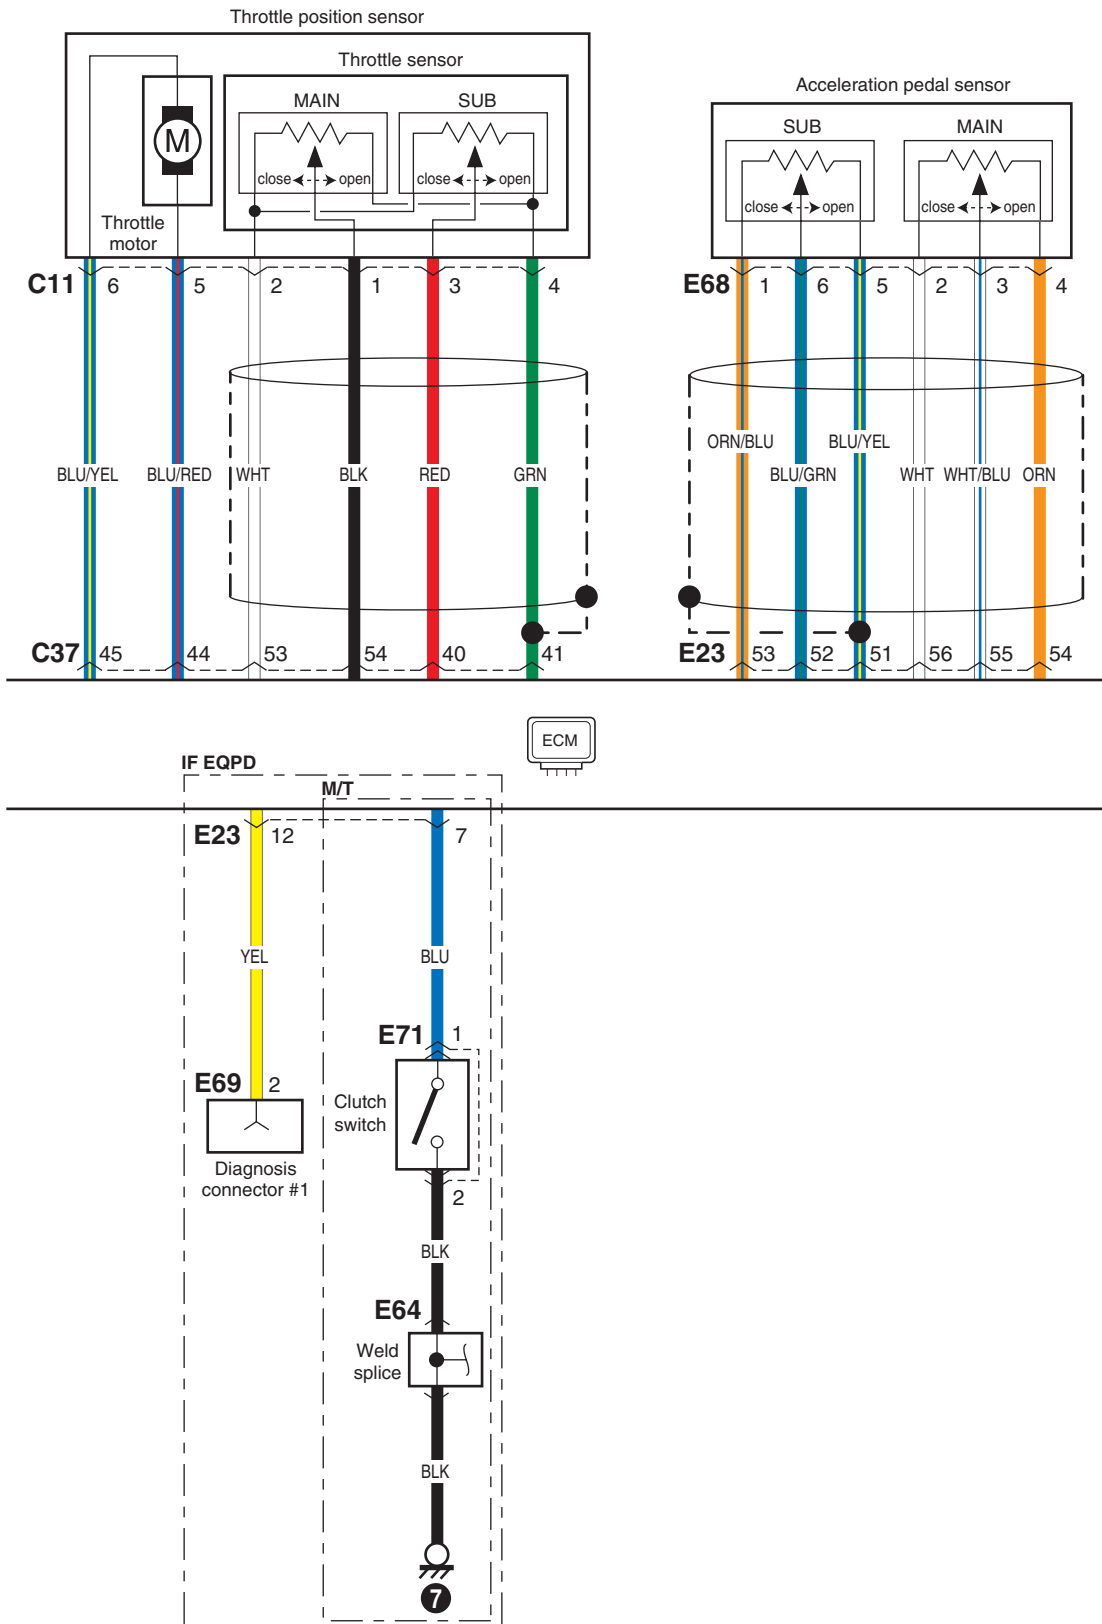 Throttle position sensor
Throttle sensor
MAIN
SUB
close
open
close
open
M
Throttle
motor
Acceleration pedal sensor
SUB
MAIN
close
open
close
open
C11 6 5 2 1 3 4
E68 1 6 5 2 3 4
ORN/BLU BLU/YEL
BLU/YEL BLU/RED WHT BLK RED GRN
BLU/GRN WHT WHT/BLU ORN
C37 45 44 53 54 40 41
E23 53 52 51 56 55 54
ECM
IF EQPD
M/T
E23 12 7
YEL
BLU
E71 1
E69 2
Clutch
switch
Diagnosis
connector #1
2
BLK
E64
Weld
splice
BLK
7